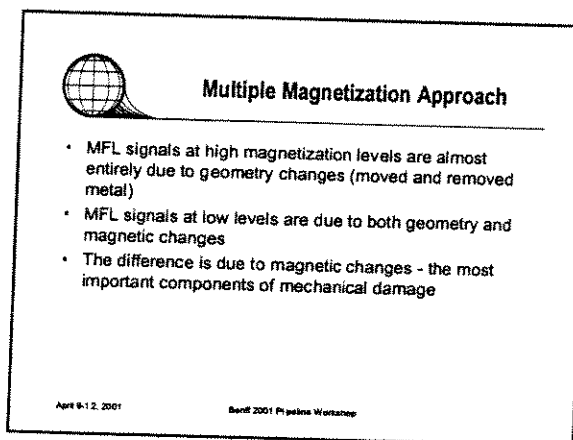 Multiple Magnetization Approach
• MFL signals at high magnetization levels are almost
entirely due to geometry changes (moved and removed
metal)
• MFL signals at low levels are due to both geometry and
magnetic changes
• The difference is due to magnetic changes - the most
important components of mechanical damage
April 9-12, 2001
Banff 2001 Pipeline Workshop